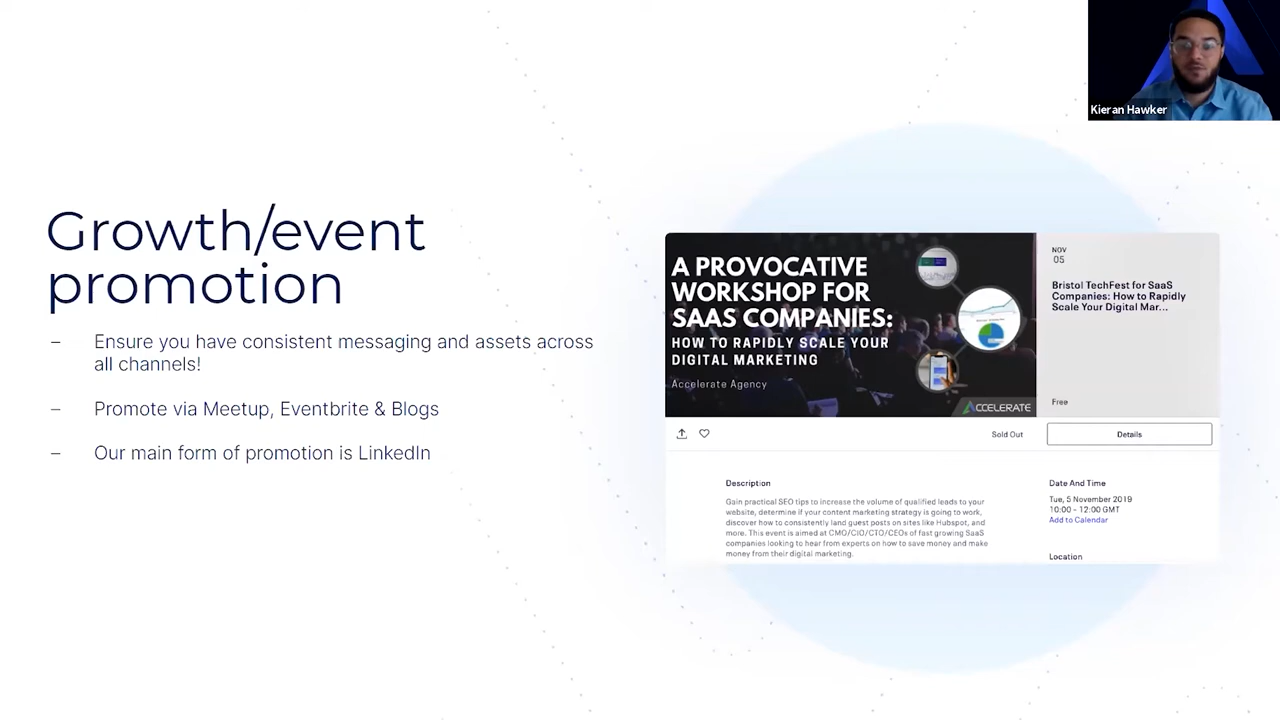 Kieran Hawker
Growth/event
promotion
– Ensure you have consistent messaging and assets across
all channels!
– Promote via Meetup, Eventbrite & Blogs
– Our main form of promotion is LinkedIn
A PROVOCATIVE
WORKSHOP FOR
SAAS COMPANIES:
HOW TO RAPIDLY SCALE YOUR
DIGITAL MARKETING
Accelerate Agency
ACCELERATE
NOV
05
Bristol TechFest for SaaS
Companies: How to Rapidly
Scale Your Digital Mar...
Free
Sold Out
Details
Description
Gain practical SEO tips to increase the volume of qualified leads to your
website, determine if your content marketing strategy is going to work,
discover how to consistently land guest posts on sites like Hubspot, and
more. This event is aimed at CMO/CIO/CTO/CEOs of fast growing SaaS
companies looking to hear from experts on how to save money and make
money from their digital marketing.
Date And Time
Tue, 5 November 2019
10:00 – 12:00 GMT
Add to Calendar
Location